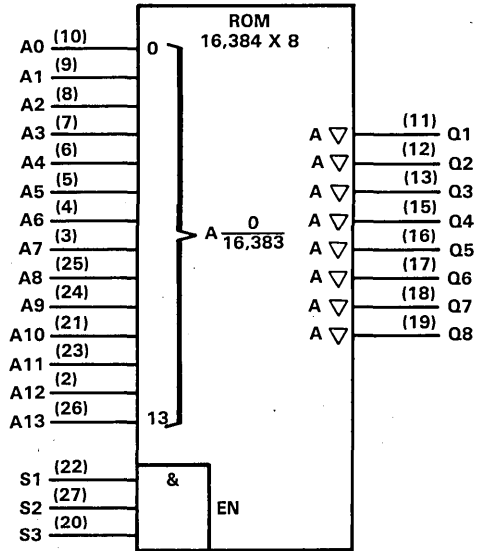 ROM
16,384 X 8
A0 (10) 0
A1 (9)
A2 (8)
A3 (7) A ▽ (11) Q1
A4 (6) A ▽ (12) Q2
A5 (5) A ▽ (13) Q3
A6 (4) A ▽ (15) Q4
A7 (3) A 0/16,383 A ▽ (16) Q5
A8 (25) A ▽ (17) Q6
A9 (24) A ▽ (18) Q7
A10 (21) A ▽ (19) Q8
A11 (23)
A12 (2)
A13 (26) 13
S1 (22) &
S2 (27) EN
S3 (20)